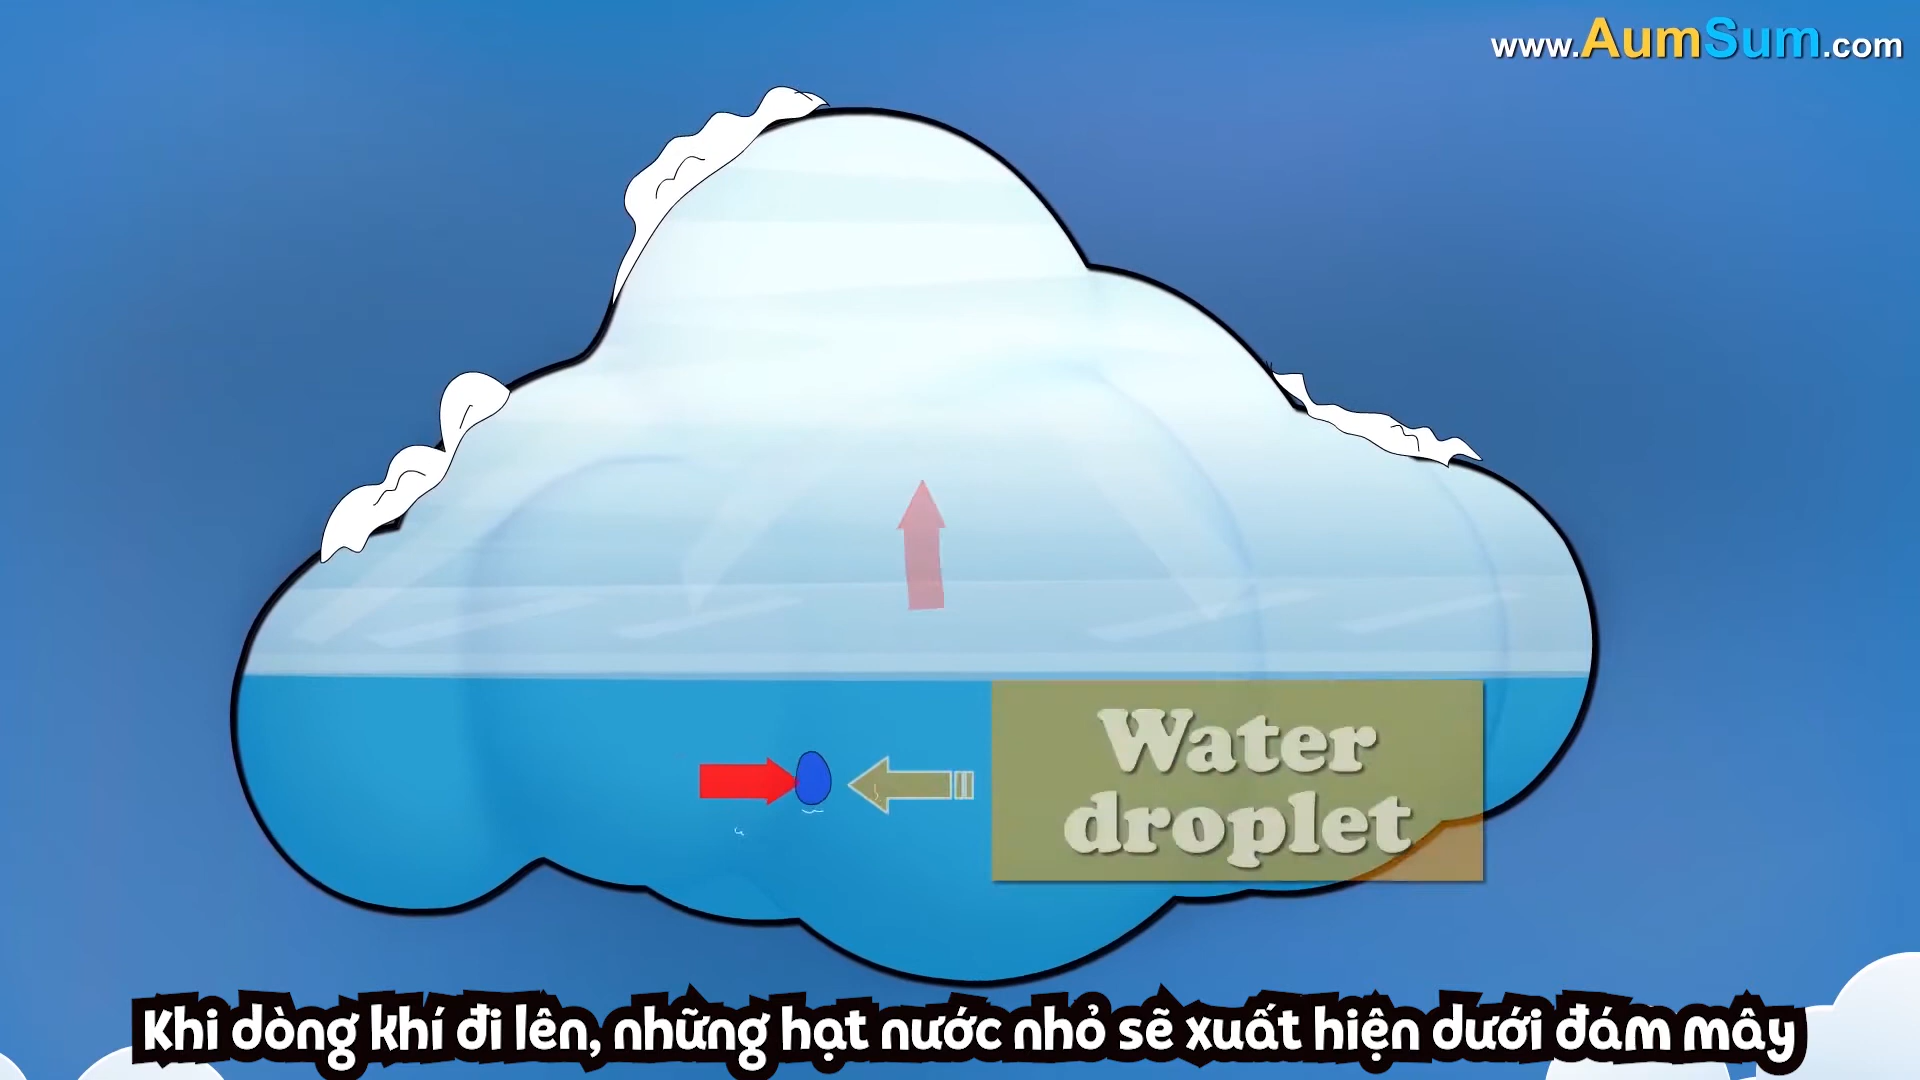 www.AumSum.com
Water
droplet
Khi dòng khí đi lên, những hạt nước nhỏ sẽ xuất hiện dưới đám mây